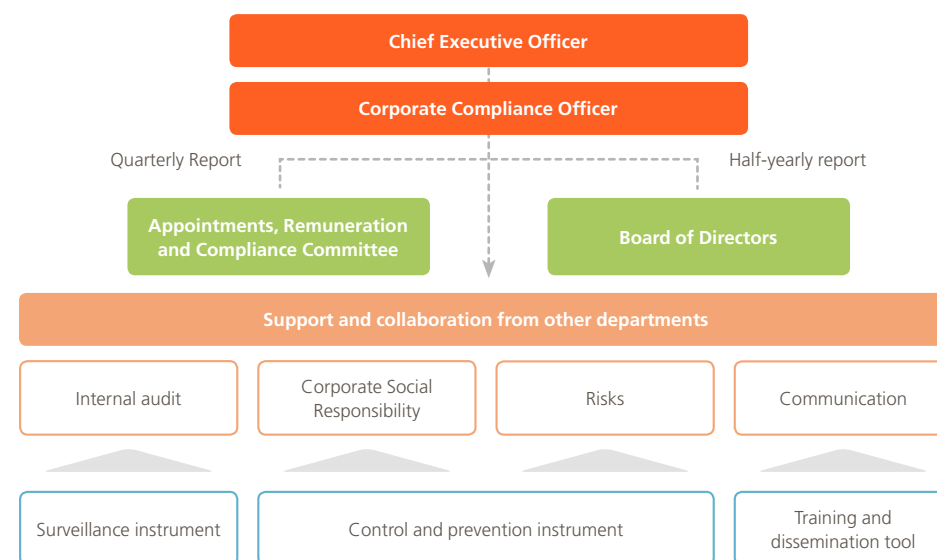 Chief Executive Officer
Corporate Compliance Officer
Quarterly Report
Half-yearly report
Appointments, Remuneration
and Compliance Committee
Board of Directors
Support and collaboration from other departments
Internal audit
Corporate Social
Responsibility
Risks
Communication
Surveillance instrument
Control and prevention instrument
Training and
dissemination tool